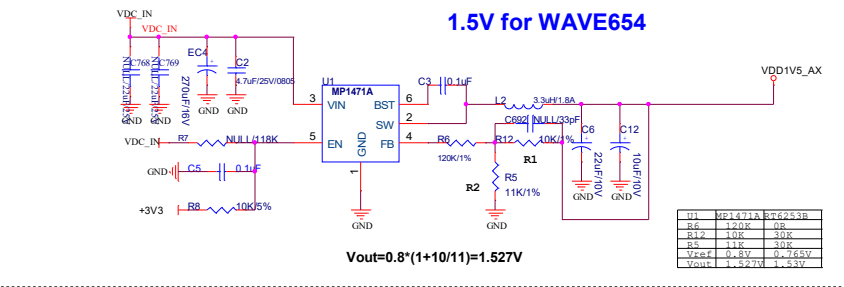 1.5V for WAVE654
VDC_IN
VDC_IN
VDD1V5_AX
C768
C769
EC4
270uF/16V
C2
4.7uF/25V/0805
GND
GND
GND
GND
U1
MP1471A
3 VIN
BST 6
SW 2
5 EN
FB 4
GND
1
C3 0.1uF
L2 3.3uH/1.8A
C692 NULL/33pF
R6
120K/1%
R12 10K/1%
R1
C6
22uF/10V
C12
10uF/10V
VDC_IN R7 NULL/118K
GND C5 0.1uF
+3V3 R8 10K/5%
R2
R5
11K/1%
GND
GND
GND
GND
Vout=0.8*(1+10/11)=1.527V
U1 MP1471A RT6253B
R6 120K 0R
R12 10K 30K
R5 11K 30K
Vref 0.8V 0.765V
Vout 1.527V 1.53V